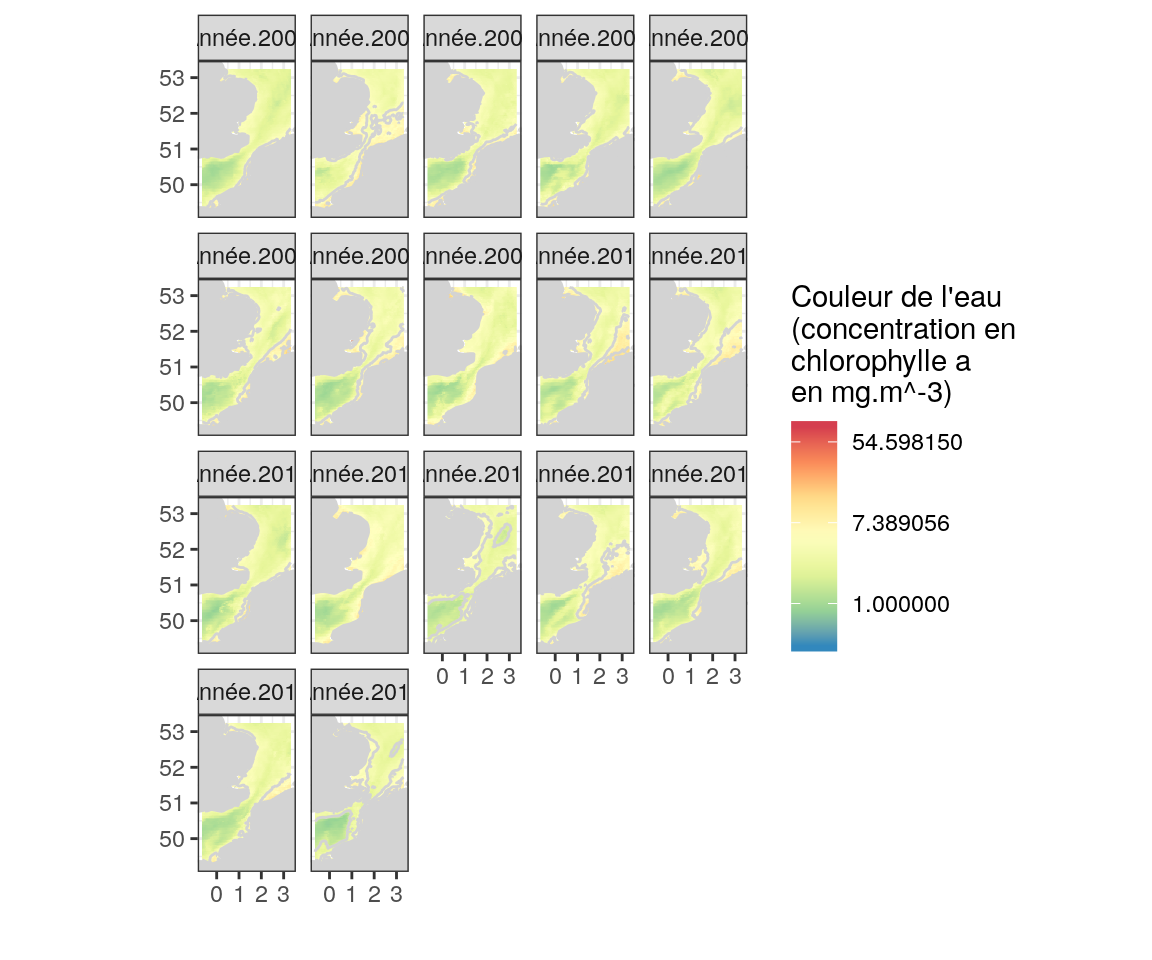 nnée.200 nnée.200 nnée.200 nnée.200 nnée.200
53
52
51
50
nnée.200 nnée.200 nnée.200 nnée.201 nnée.201
53
52
51
50
nnée.201 nnée.201 nnée.201 nnée.201 nnée.201
53
52
51
50
0 1 2 3 0 1 2 3 0 1 2 3
nnée.201 nnée.201
53
52
51
50
0 1 2 3 0 1 2 3
Couleur de l'eau
(concentration en
chlorophylle a
en mg.m^-3)
54.598150
7.389056
1.000000